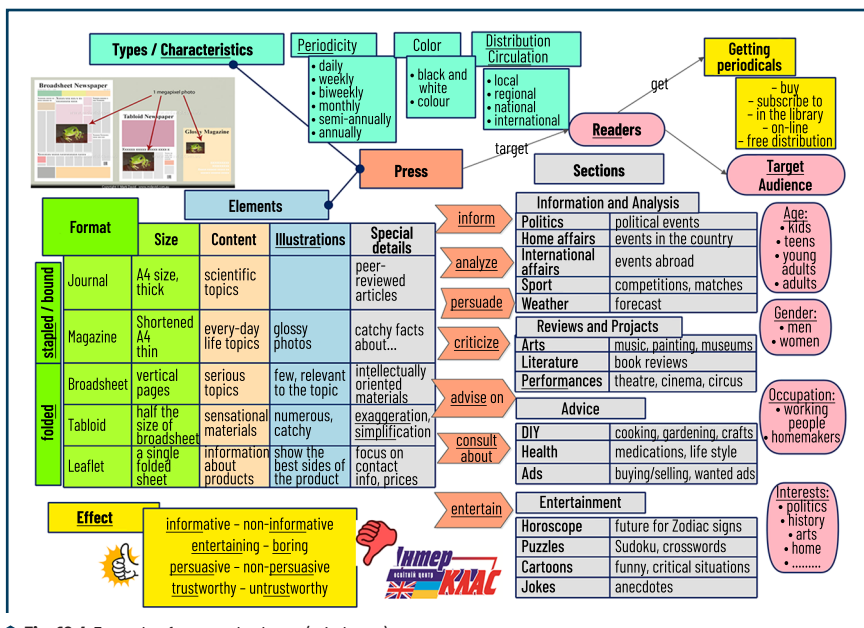 Types / Characteristics
Periodicity
• daily
• weekly
• biweekly
• monthly
• semi-annually
• annually
Color
• black and
white
• colour
Distribution
Circulation
• local
• regional
• national
• international
Getting
periodicals
– buy
– subscribe to
– in the library
– on-line
– free distribution
get
Readers
target
Press
Target
Audience
Broadsheet Newspaper
1 megapixel photo
Tabloid Newspaper
Glossy Magazine
Elements
Sections
Format
Size
Content
Illustrations
Special
details
stapled / bound
Journal
A4 size,
thick
scientific
topics
peer-
reviewed
articles
Magazine
Shortened
A4
thin
every-day
life topics
glossy
photos
catchy facts
about...
folded
Broadsheet
vertical
pages
serious
topics
few, relevant
to the topic
intellectually
oriented
materials
Tabloid
half the
size of
broadsheet
sensational
materials
numerous,
catchy
exaggeration,
simplification
Leaflet
a single
folded
sheet
information
about
products
show the
best sides of
the product
focus on
contact
info, prices
inform
analyze
persuade
criticize
advise on
consult
about
entertain
Information and Analysis
Politics political events
Home affairs events in the country
International
affairs
events abroad
Sport competitions, matches
Weather forecast
Reviews and Projacts
Arts music, painting, museums
Literature book reviews
Performances theatre, cinema, circus
Advice
DIY cooking, gardening, crafts
Health medications, life style
Ads buying/selling, wanted ads
Entertainment
Horoscope future for Zodiac signs
Puzzles Sudoku, crosswords
Cartoons funny, critical situations
Jokes anecdotes
Age:
• kids
• teens
• young
adults
• adults
Gender:
• men
• women
Occupation:
• working
people
• homemakers
Interests:
• politics
• history
• arts
• home
• .........
Effect
informative – non-informative
entertaining – boring
persuasive – non-persuasive
trustworthy – untrustworthy
Інтер
освітній центр
КЛАС